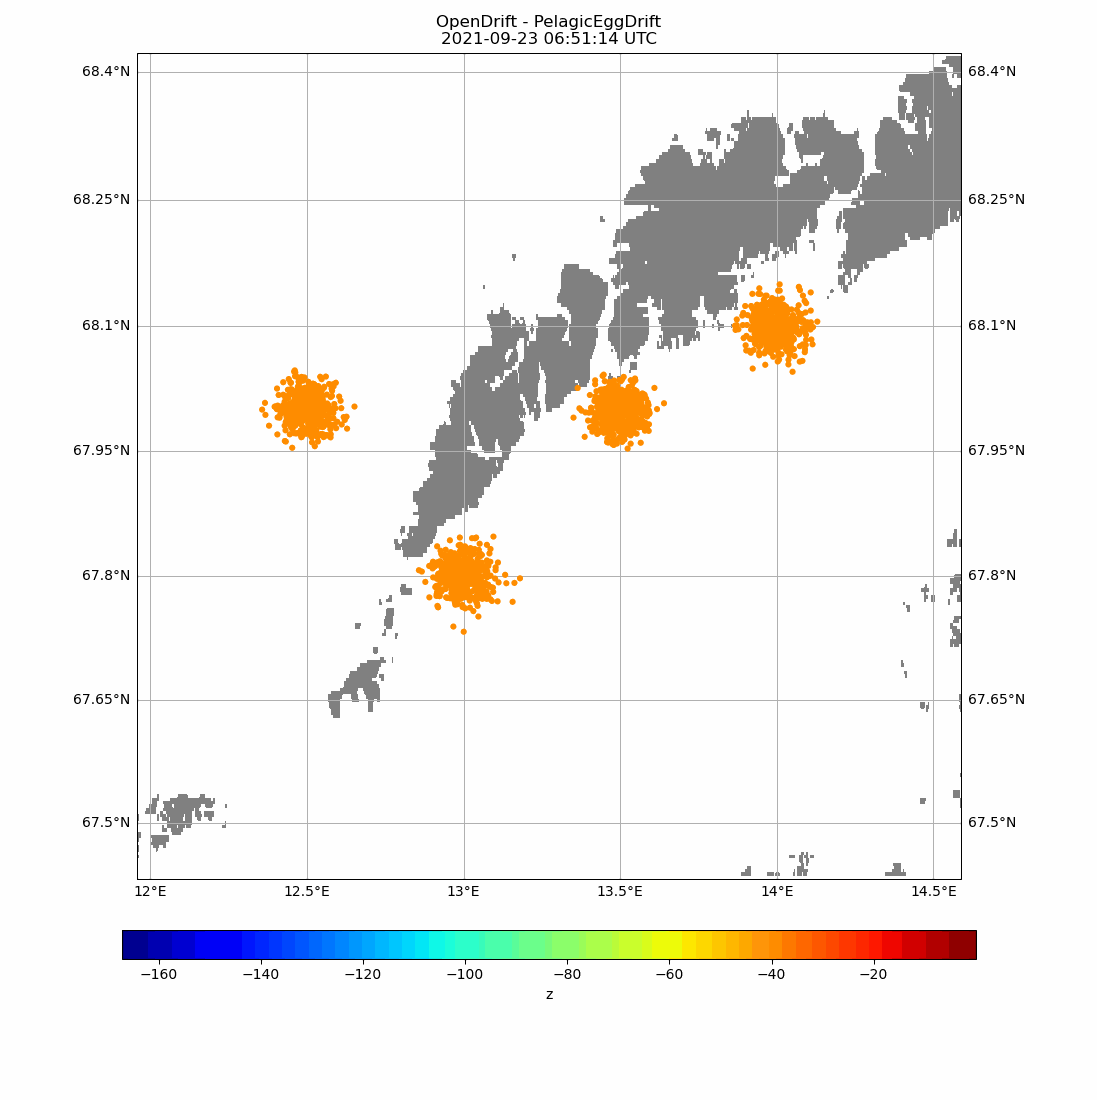 OpenDrift - PelagicEggDrift
2021-09-23 06:51:14 UTC
68.4°N 68.4°N
68.25°N 68.25°N
68.1°N 68.1°N
67.95°N 67.95°N
67.8°N 67.8°N
67.65°N 67.65°N
67.5°N 67.5°N
12°E 12.5°E 13°E 13.5°E 14°E 14.5°E
−160 −140 −120 −100 −80 −60 −40 −20
z